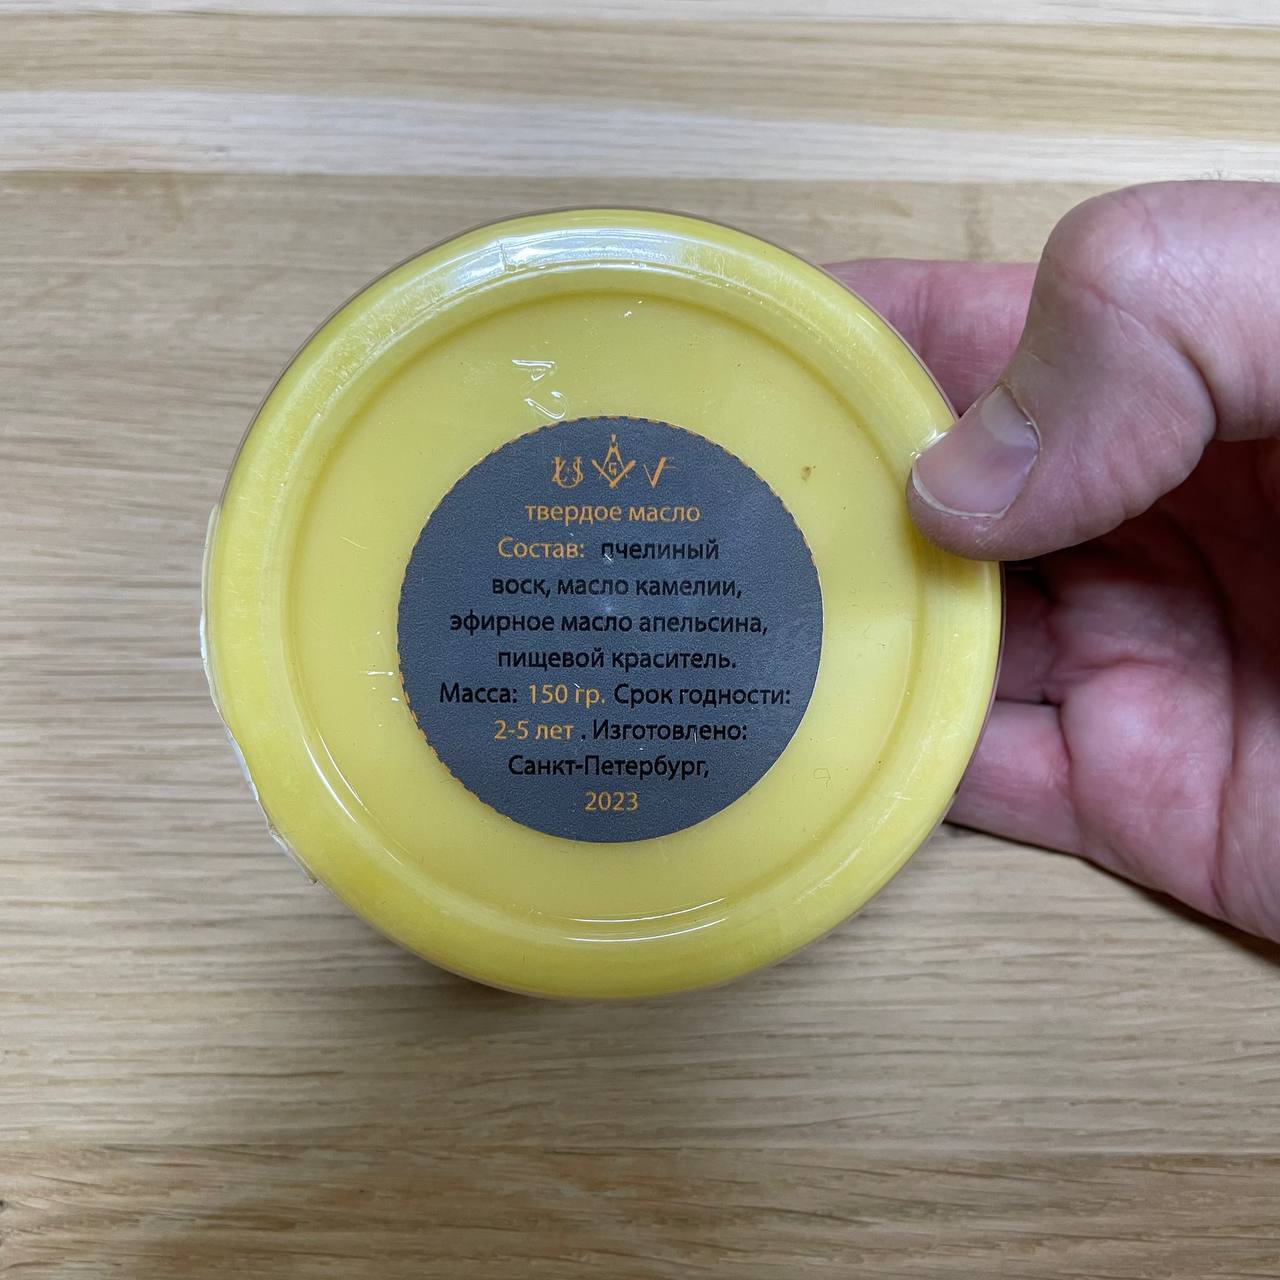 твердое масло
Состав: пчелиный
воск, масло камелии,
эфирное масло апельсина,
пищевой краситель.
Масса: 150 гр. Срок годности:
2-5 лет . Изготовлено:
Санкт-Петербург,
2023